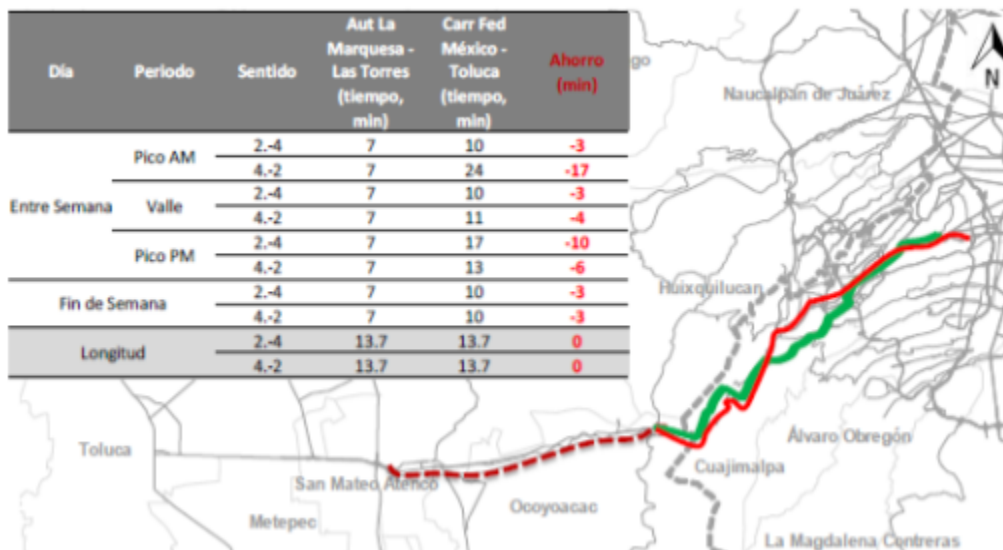 Día Periodo Sentido Aut La Marquesa - Las Torres (tiempo, min) Carr Fed México - Toluca (tiempo, min) Ahorro (min)
Entre Semana Pico AM 2.-4 7 10 -3
4.-2 7 24 -17
Valle 2.-4 7 10 -3
4.-2 7 11 -4
Pico PM 2.-4 7 17 -10
4.-2 7 13 -6
Fin de Semana 2.-4 7 10 -3
4.-2 7 10 -3
Longitud 2.-4 13.7 13.7 0
4.-2 13.7 13.7 0
N
Naucalpan de Juárez
Huixquilucan
Álvaro Obregón
Toluca
Cuajimalpa
San Mateo Atenco
Ocoyoacac
Metepec
La Magdalena Contreras